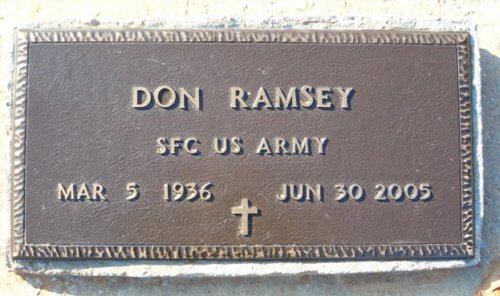 DON RAMSEY
SFC US ARMY
MAR 5 1936 JUN 30 2005